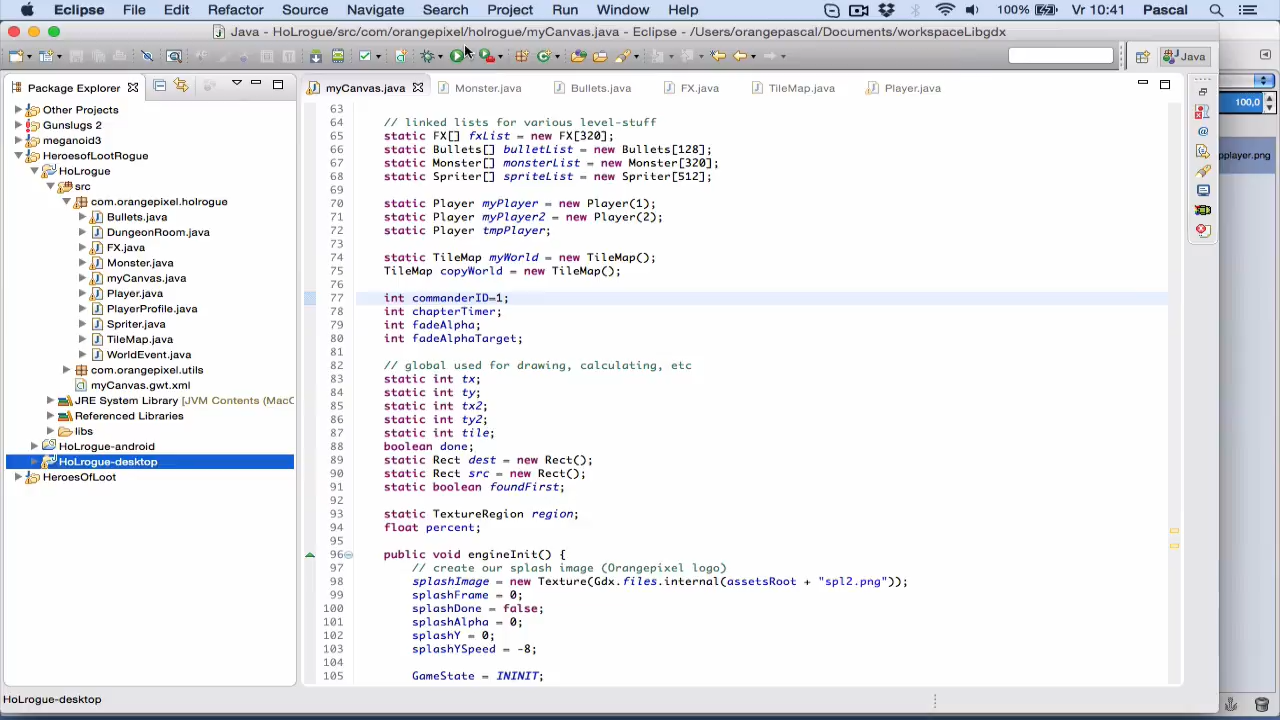 Eclipse File Edit Refactor Source Navigate Search Project Run Window Help 100% Vr 10:41 Pascal
Java - HoLrogue/src/com/orangepixel/holrogue/myCanvas.java - Eclipse - /Users/orangepascal/Documents/workspaceLibgdx
Java
Package Explorer
myCanvas.java Monster.java Bullets.java FX.java TileMap.java Player.java
100,0
pplayer.png
Other Projects
Gunslugs 2
meganoid3
HeroesofLootRogue
HoLrogue
src
com.orangepixel.holrogue
Bullets.java
DungeonRoom.java
FX.java
Monster.java
myCanvas.java
Player.java
PlayerProfile.java
Spriter.java
TileMap.java
WorldEvent.java
com.orangepixel.utils
myCanvas.gwt.xml
JRE System Library [JVM Contents (MacO
Referenced Libraries
libs
HoLrogue-android
HoLrogue-desktop
HeroesOfLoot
63
64 // linked lists for various level-stuff
65 static FX[] fxList = new FX[320];
66 static Bullets[] bulletList = new Bullets[128];
67 static Monster[] monsterList = new Monster[320];
68 static Spriter[] spriteList = new Spriter[512];
69
70 static Player myPlayer = new Player(1);
71 static Player myPlayer2 = new Player(2);
72 static Player tmpPlayer;
73
74 static TileMap myWorld = new TileMap();
75 TileMap copyWorld = new TileMap();
76
77 int commanderID=1;
78 int chapterTimer;
79 int fadeAlpha;
80 int fadeAlphaTarget;
81
82 // global used for drawing, calculating, etc
83 static int tx;
84 static int ty;
85 static int tx2;
86 static int ty2;
87 static int tile;
88 boolean done;
89 static Rect dest = new Rect();
90 static Rect src = new Rect();
91 static boolean foundFirst;
92
93 static TextureRegion region;
94 float percent;
95
96 public void engineInit() {
97 // create our splash image (Orangepixel logo)
98 splashImage = new Texture(Gdx.files.internal(assetsRoot + "spl2.png"));
99 splashFrame = 0;
100 splashDone = false;
101 splashAlpha = 0;
102 splashY = 0;
103 splashYSpeed = -8;
104
105 GameState = ININIT;
HoLrogue-desktop